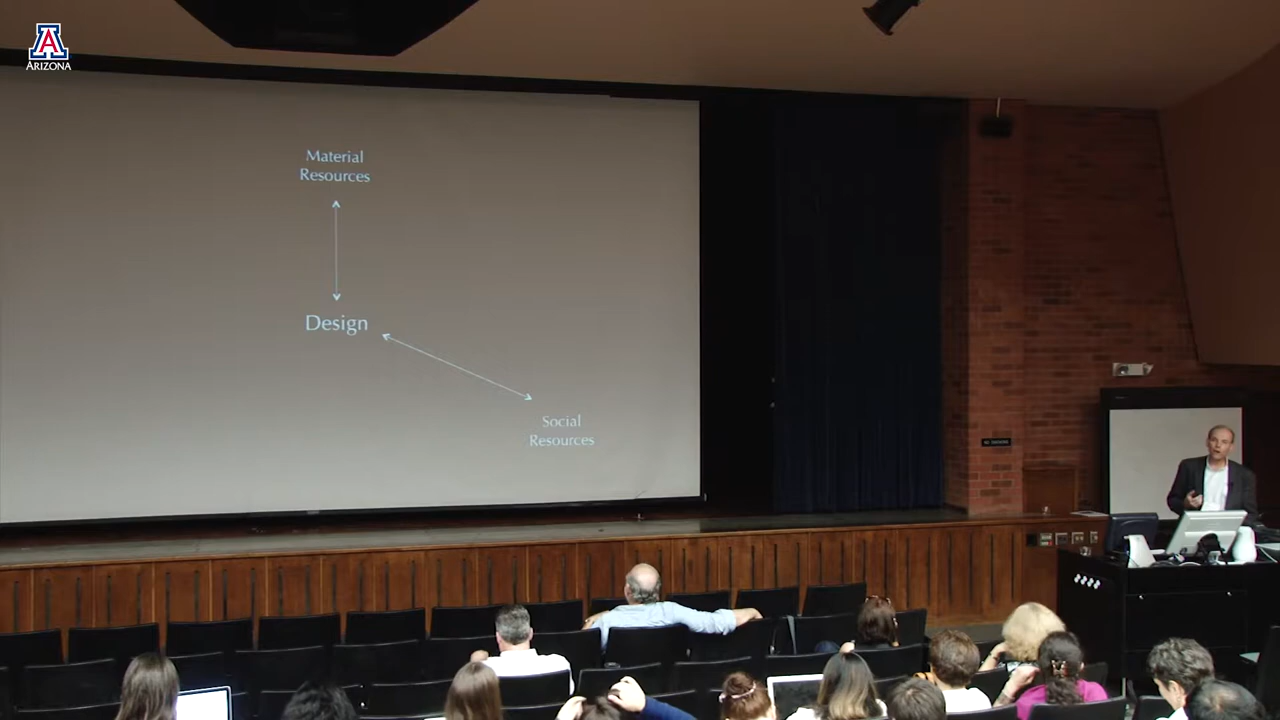 A
ARIZONA
Material
Resources
Design
Social
Resources